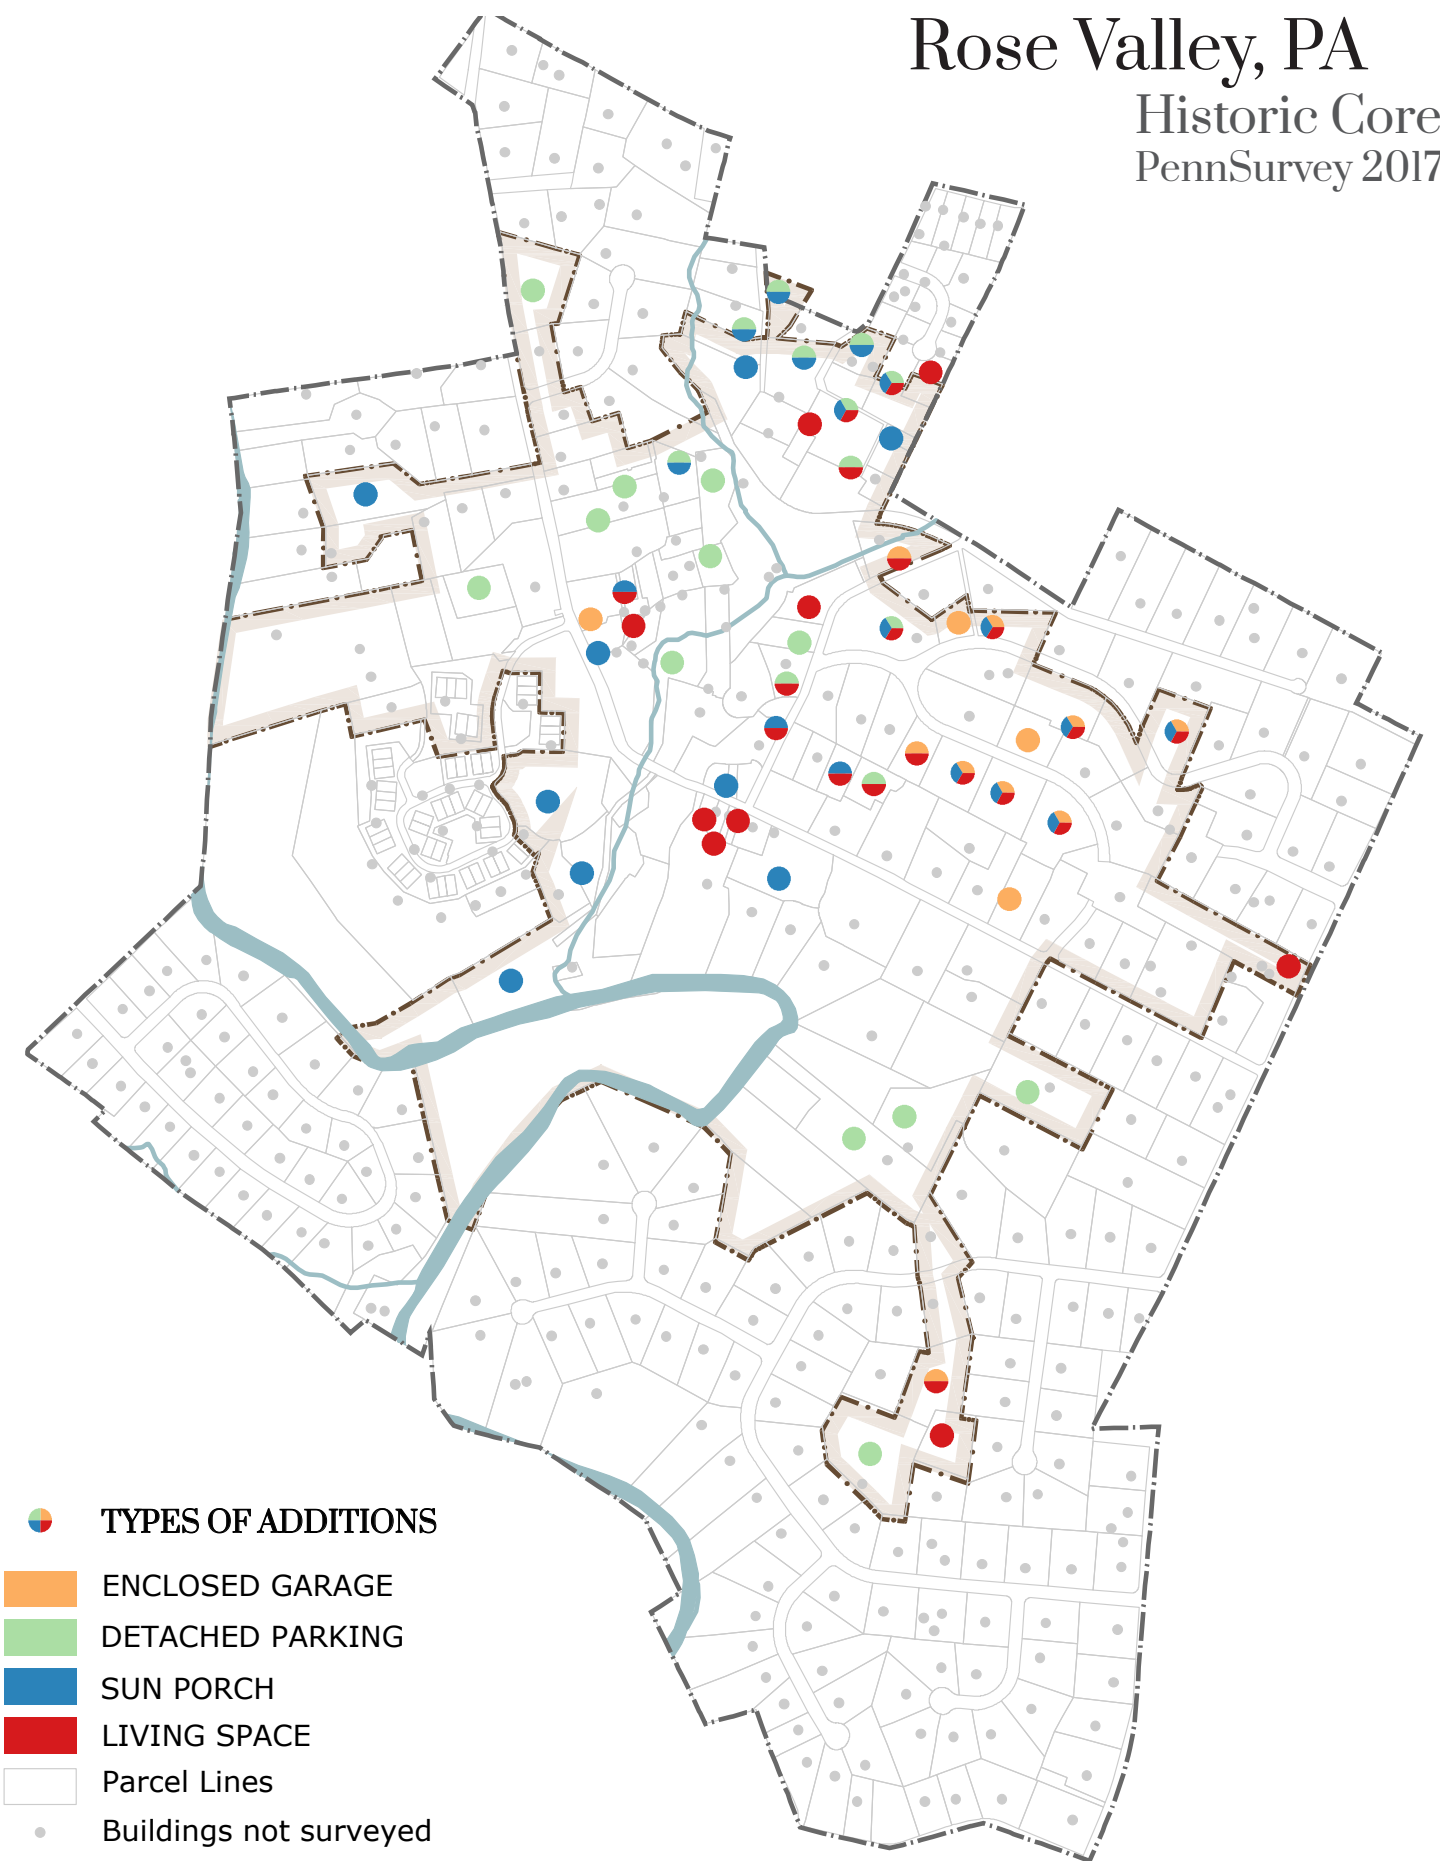 Rose Valley, PA
Historic Core
PennSurvey 2017
TYPES OF ADDITIONS
ENCLOSED GARAGE
DETACHED PARKING
SUN PORCH
LIVING SPACE
Parcel Lines
Buildings not surveyed